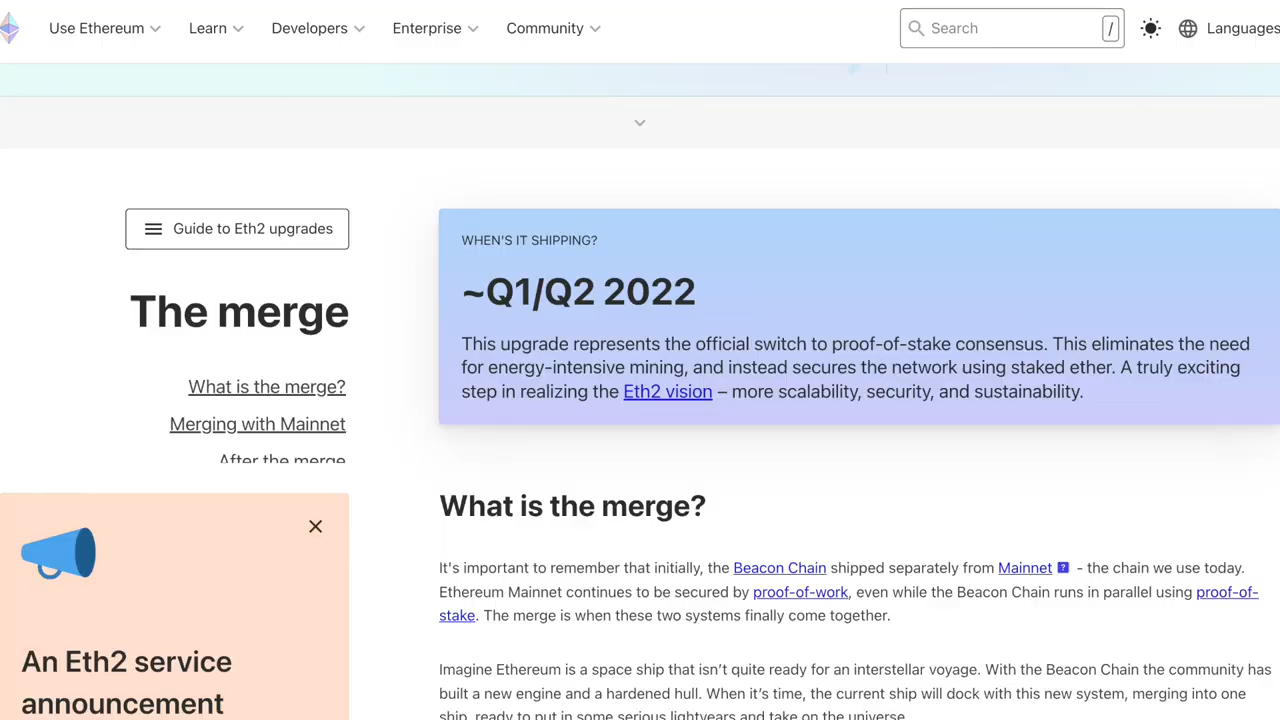 Use Ethereum Learn Developers Enterprise Community Search / Languages
Guide to Eth2 upgrades
The merge
What is the merge?
Merging with Mainnet
After the merge
An Eth2 service
announcement
WHEN'S IT SHIPPING?
~Q1/Q2 2022
This upgrade represents the official switch to proof-of-stake consensus. This eliminates the need
for energy-intensive mining, and instead secures the network using staked ether. A truly exciting
step in realizing the Eth2 vision – more scalability, security, and sustainability.
What is the merge?
It's important to remember that initially, the Beacon Chain shipped separately from Mainnet ? - the chain we use today.
Ethereum Mainnet continues to be secured by proof-of-work, even while the Beacon Chain runs in parallel using proof-of-
stake. The merge is when these two systems finally come together.
Imagine Ethereum is a space ship that isn’t quite ready for an interstellar voyage. With the Beacon Chain the community has
built a new engine and a hardened hull. When it’s time, the current ship will dock with this new system, merging into one
ship, ready to put in some serious lightyears and take on the universe.